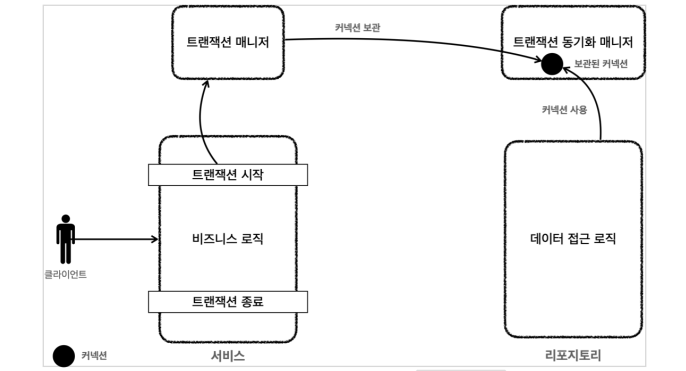 커넥션 보관
트랜잭션 매니저
트랜잭션 동기화 매니저
보관된 커넥션
커넥션 사용
트랜잭션 시작
비즈니스 로직
데이터 접근 로직
클라이언트
트랜잭션 종료
커넥션
서비스
리포지토리